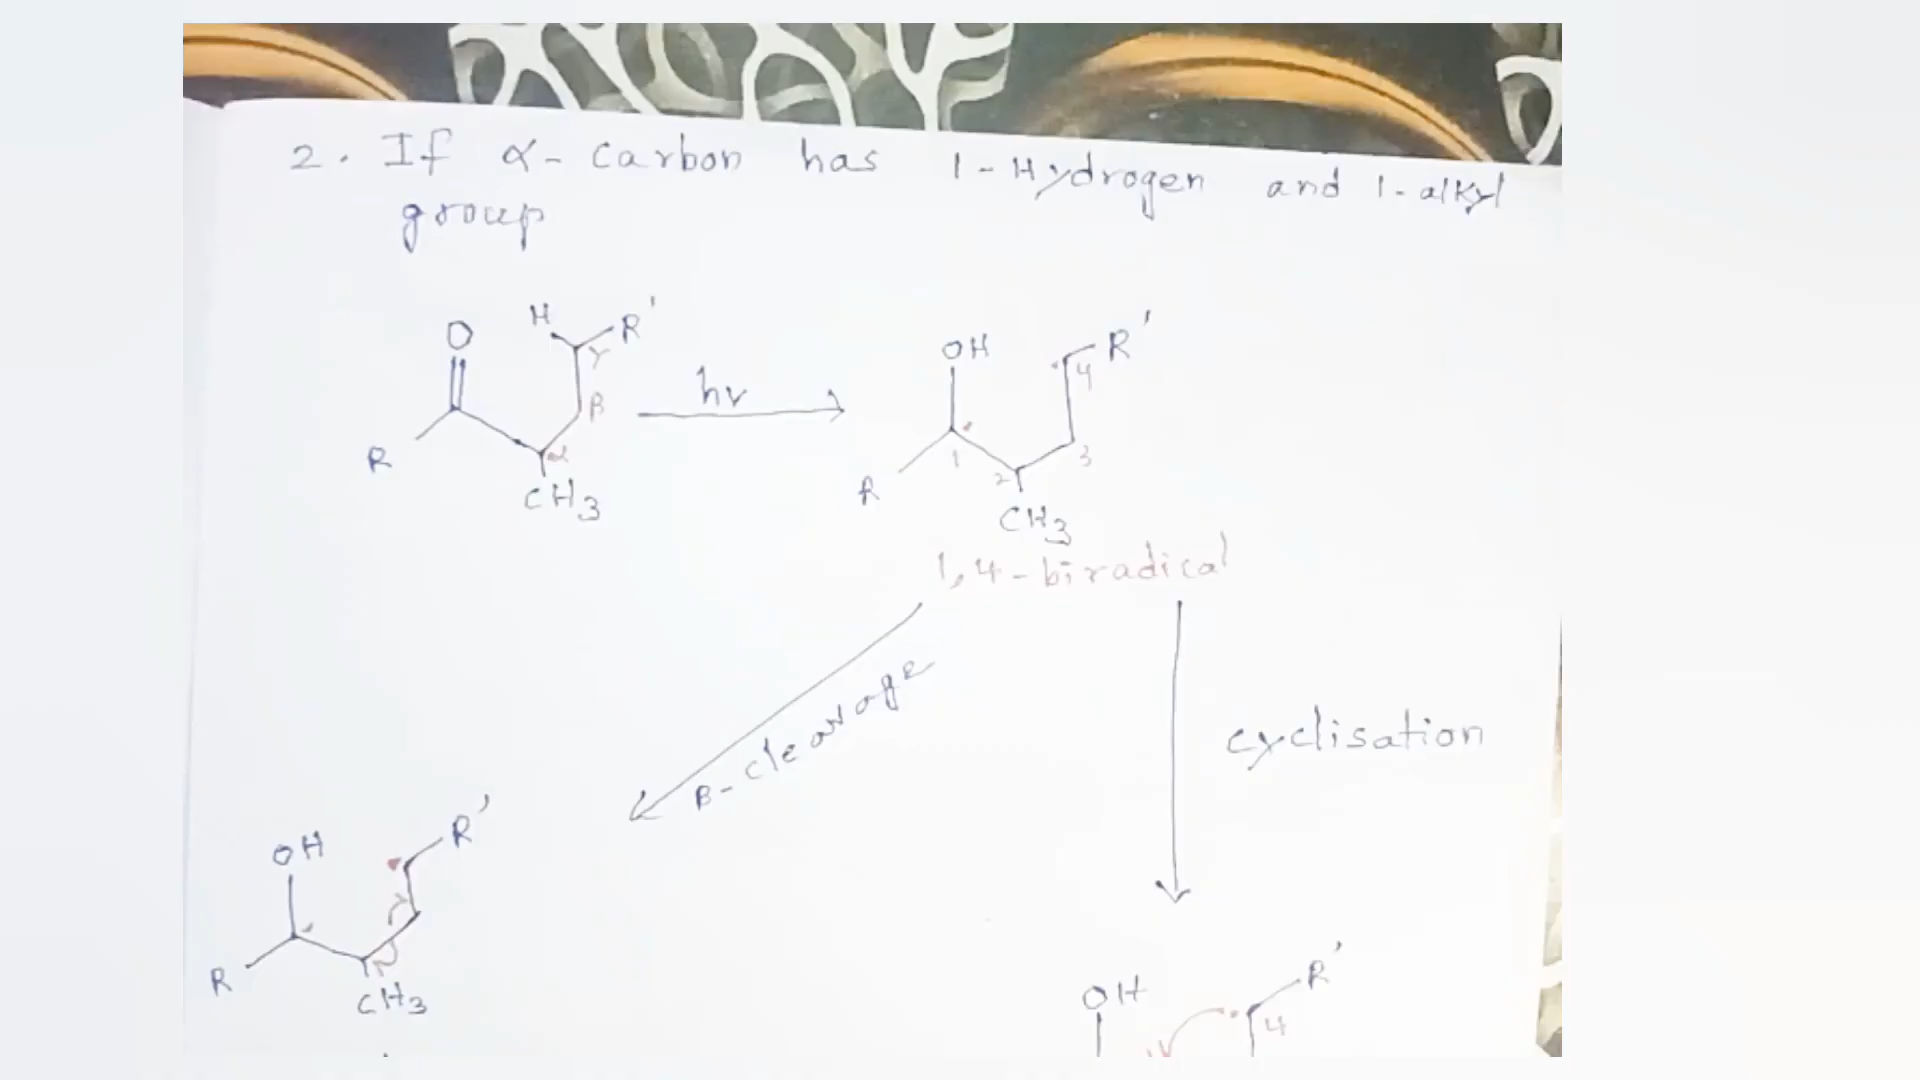 2. If α- carbon has 1-Hydrogen and 1-alkyl
group
O H R'
γ
β
hν
R α
CH3
OH R'
4
1 3
R 2
CH3
1,4-biradical
β-cleavage
cyclisation
OH R'
R
CH3
OH R'
4